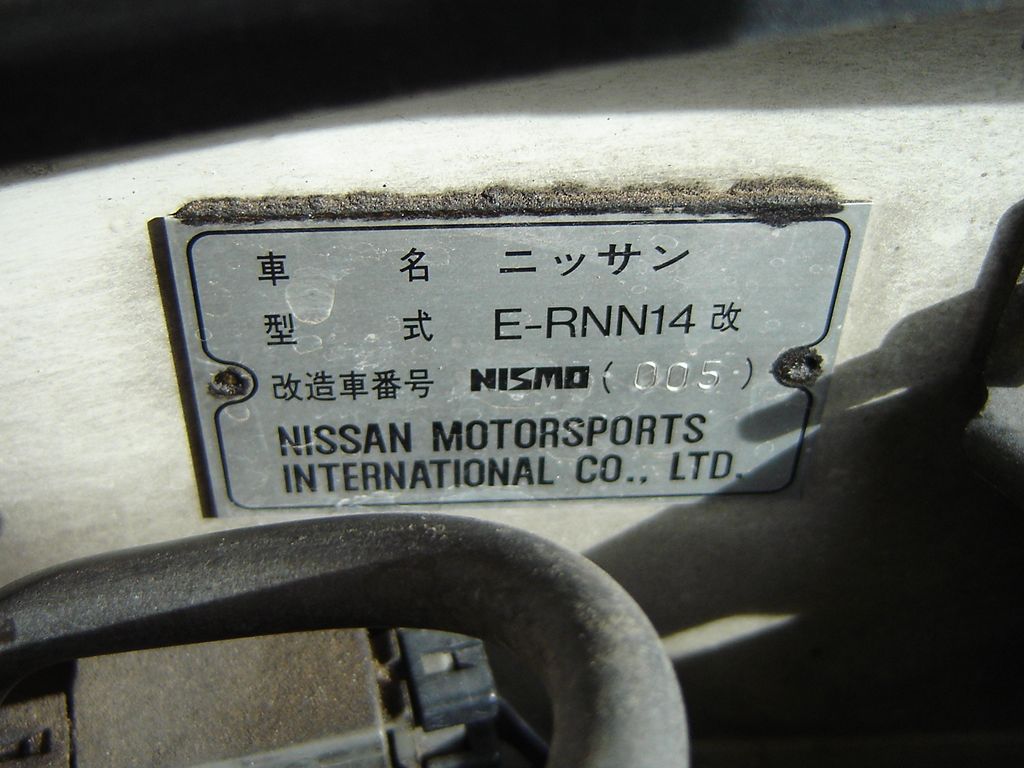 車名 ニッサン
型式 E-RNN14 改
改造車番号 NISMO ( 005 )
NISSAN MOTORSPORTS
INTERNATIONAL CO., LTD.